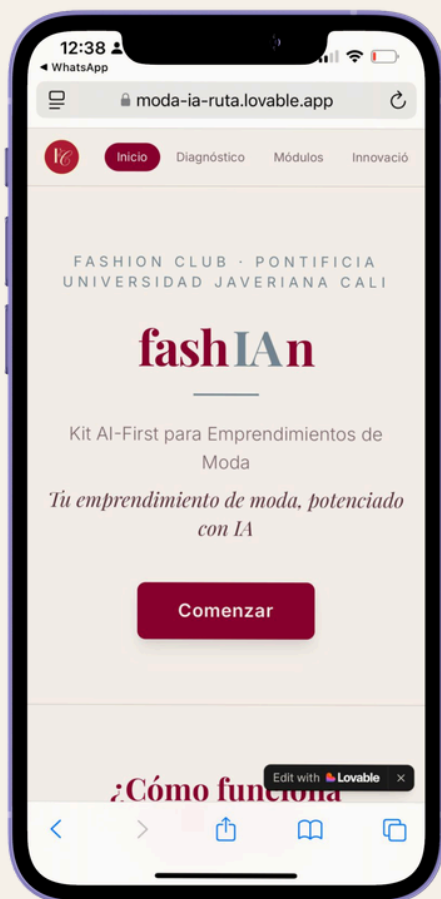 12:38
WhatsApp
moda-ia-ruta.lovable.app
FC
Inicio Diagnóstico Módulos Innovació
FASHION CLUB · PONTIFICIA
UNIVERSIDAD JAVERIANA CALI
fashIAn
Kit AI-First para Emprendimientos de
Moda
Tu emprendimiento de moda, potenciado
con IA
Comenzar
¿Cómo funciona
Edit with Lovable ×